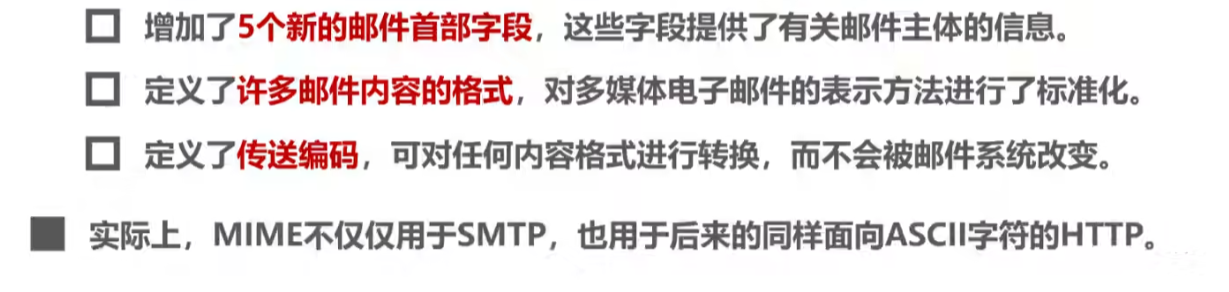 增加了5个新的邮件首部字段，这些字段提供了有关邮件主体的信息。
定义了许多邮件内容的格式，对多媒体电子邮件的表示方法进行了标准化。
定义了传送编码，可对任何内容格式进行转换，而不会被邮件系统改变。
实际上，MIME不仅仅用于SMTP，也用于后来的同样面向ASCII字符的HTTP。